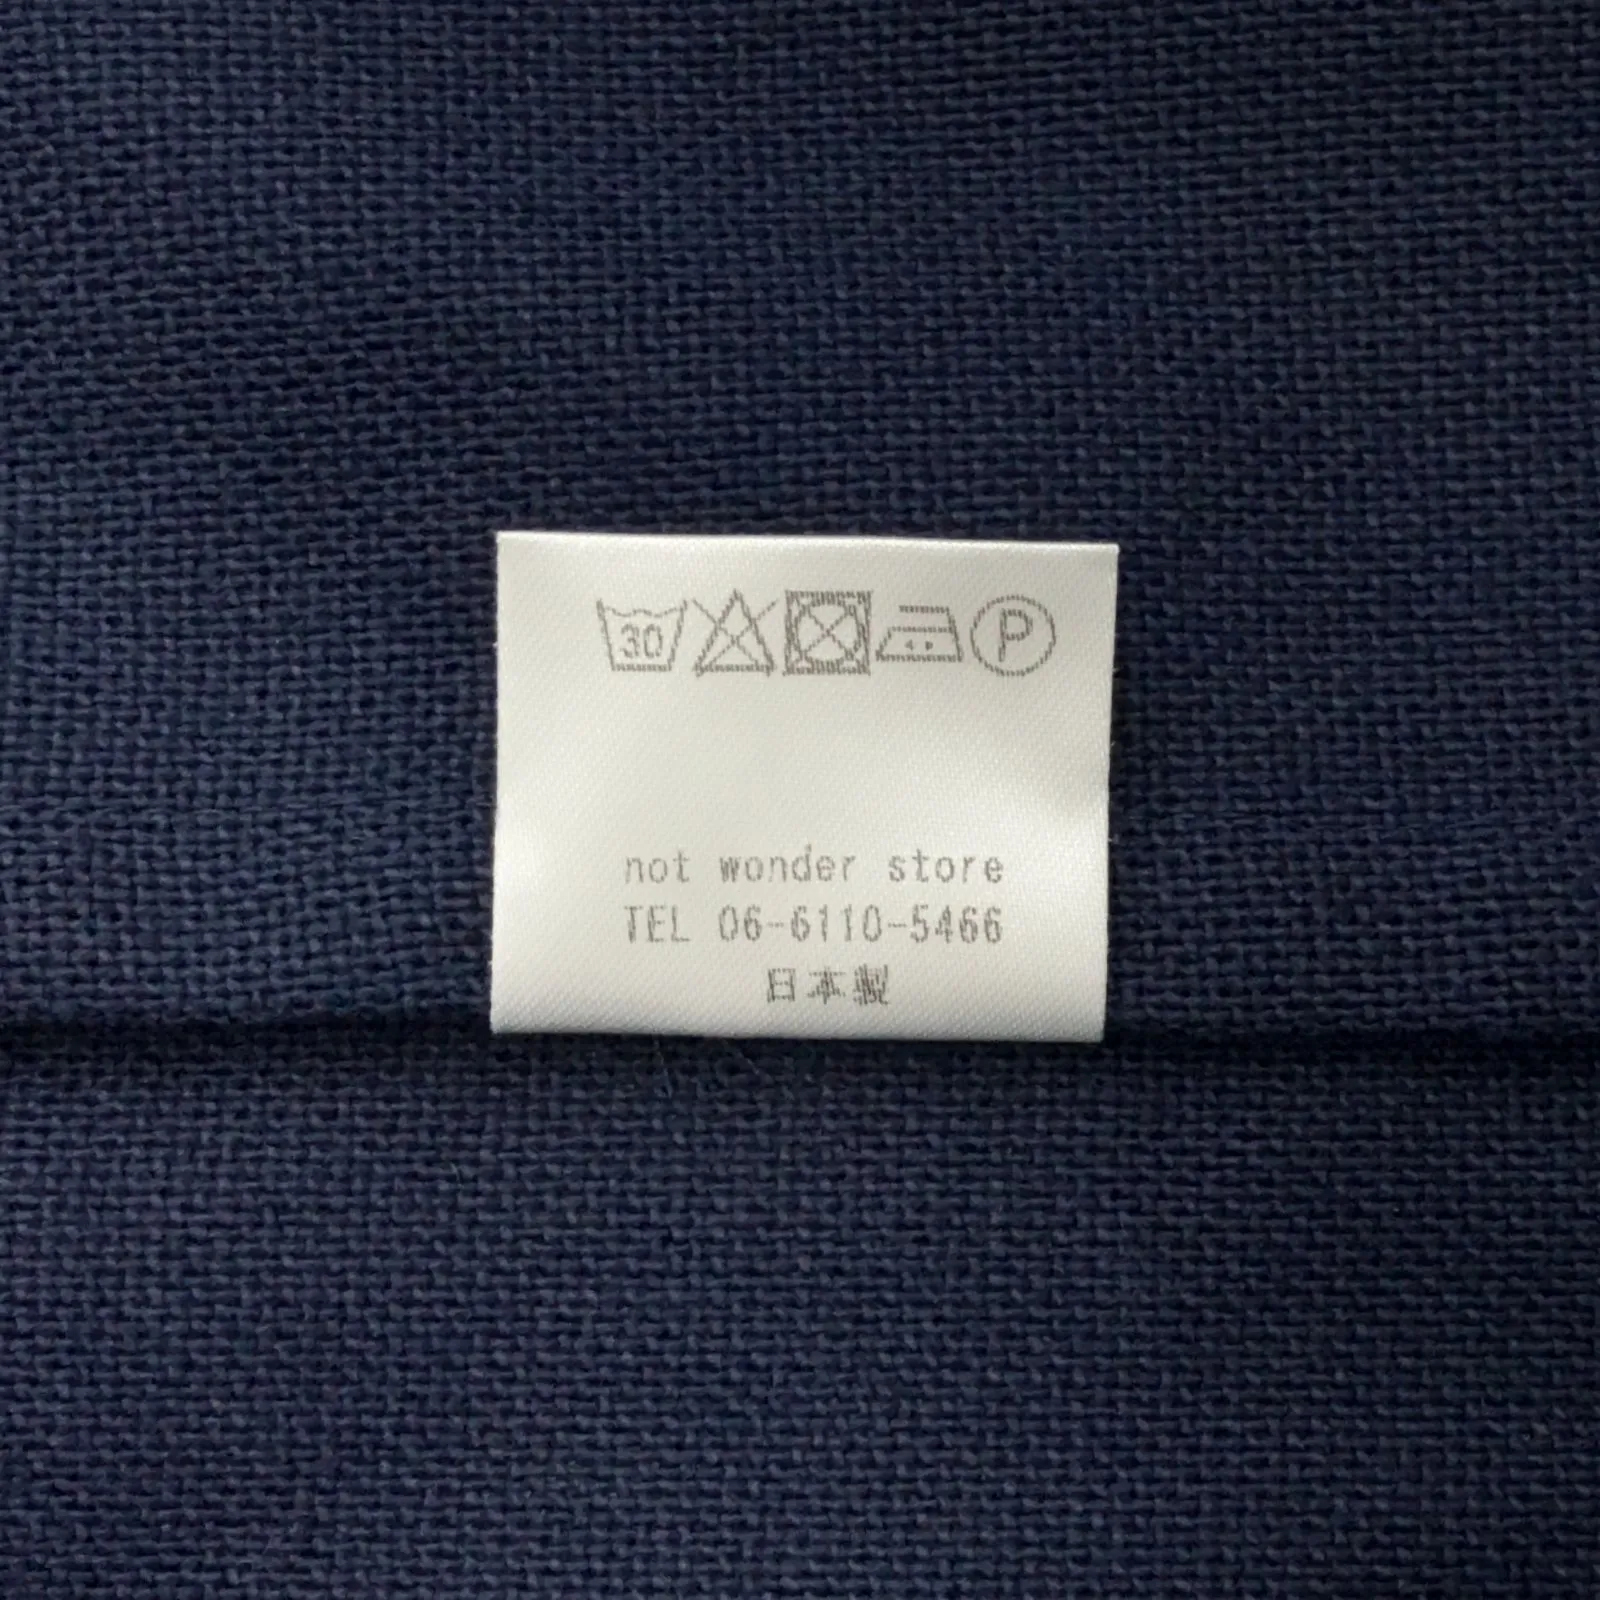 30
P
not wonder store
TEL 06-6110-5466
日本製